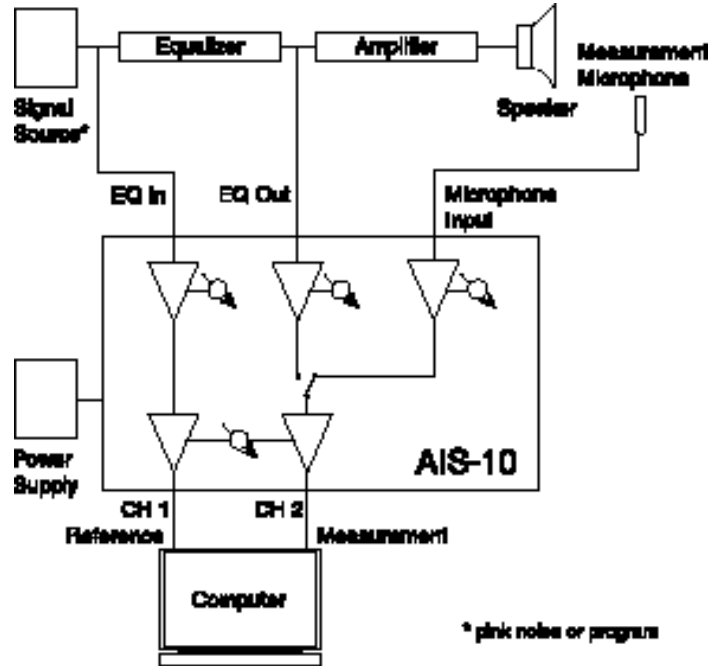 Equalizer
Amplifier
Measurement
Microphone
Signal
Source*
Speaker
EQ In
EQ Out
Microphone
Input
Power
Supply
AIS-10
CH 1
Reference
CH 2
Measurement
Computer
* pink noise or program